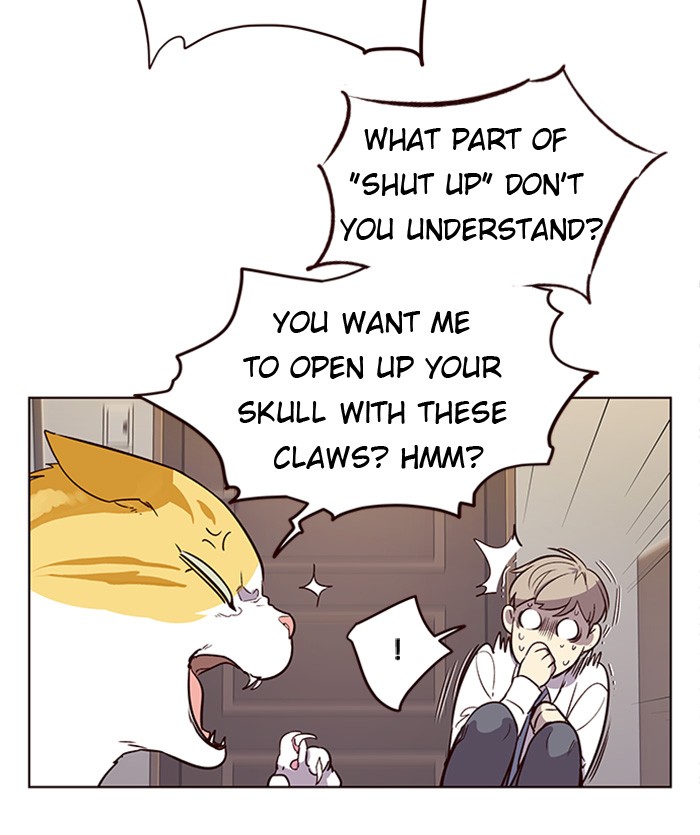 WHAT PART OF
"SHUT UP" DON'T
YOU UNDERSTAND?
YOU WANT ME
TO OPEN UP YOUR
SKULL WITH THESE
CLAWS? HMM?
!